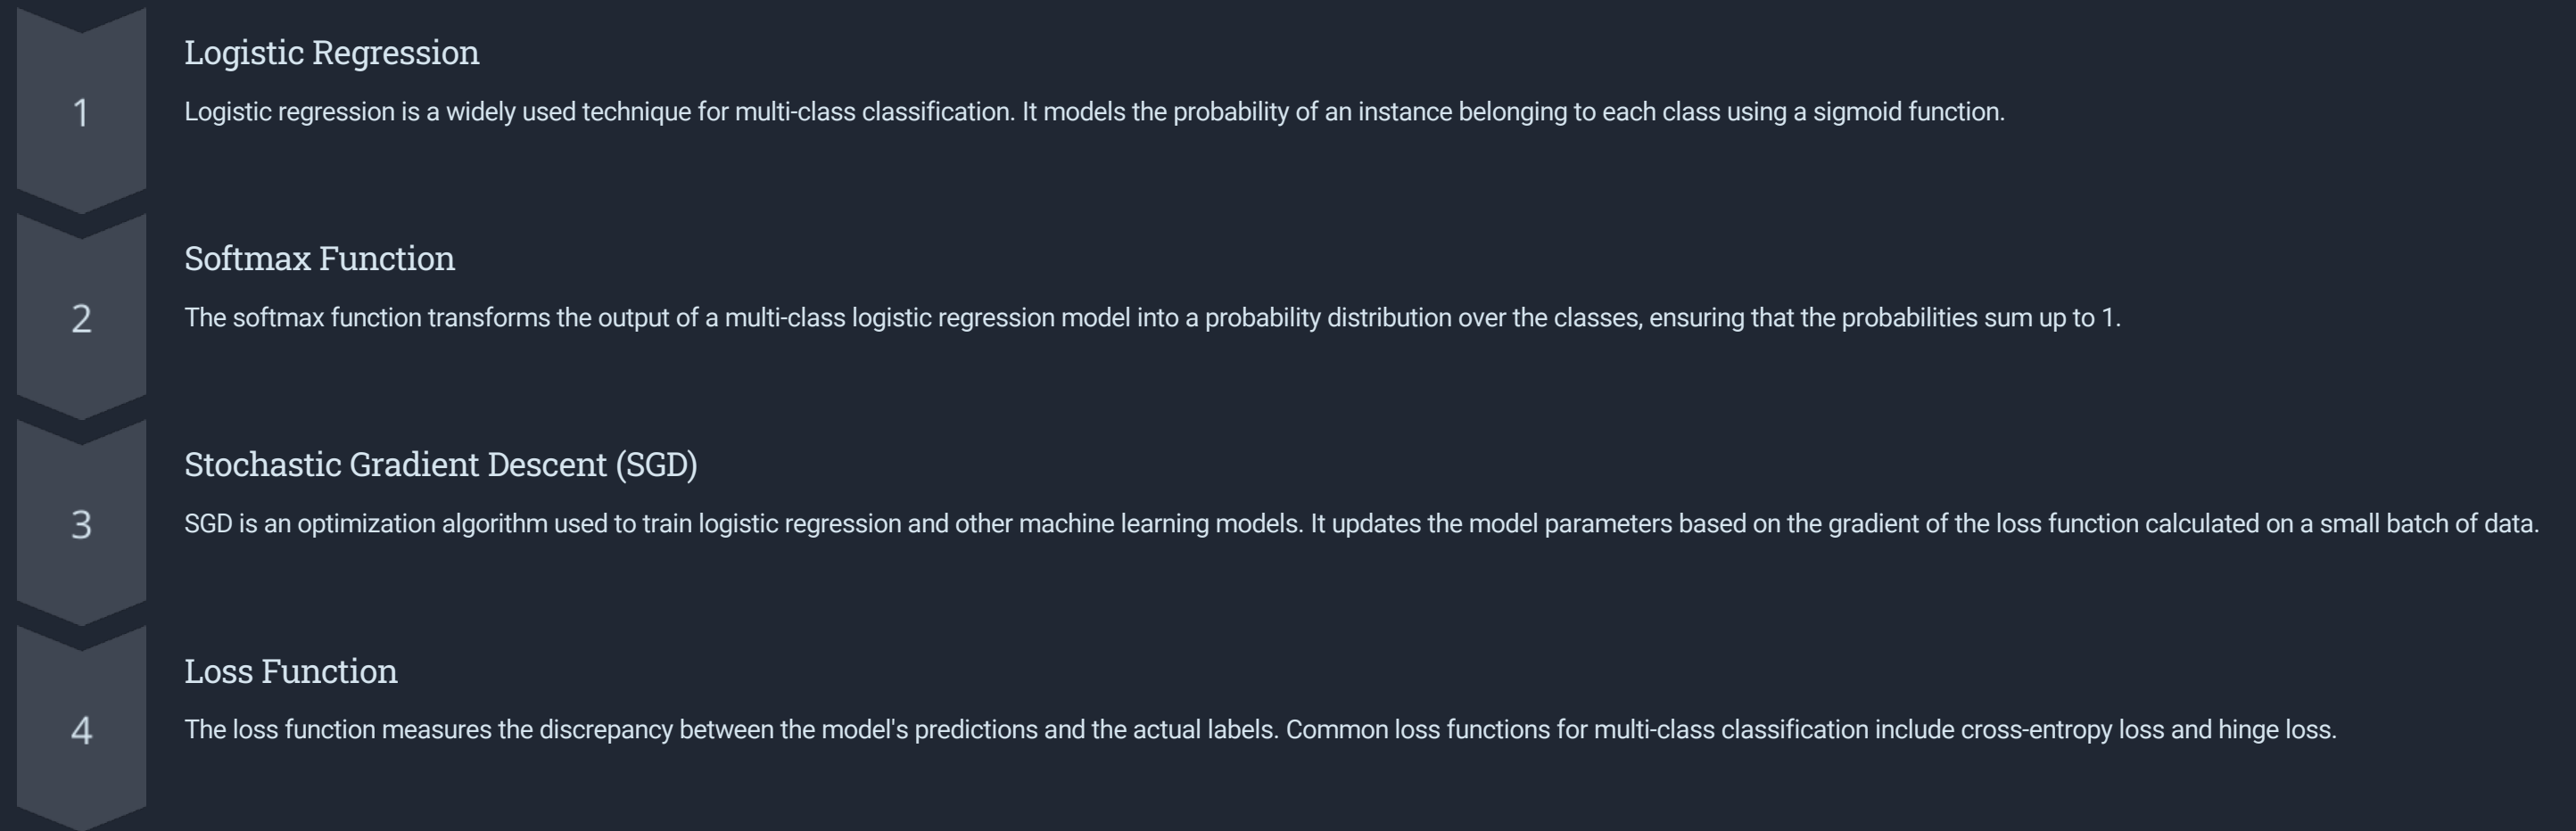 Logistic Regression
1
Logistic regression is a widely used technique for multi-class classification. It models the probability of an instance belonging to each class using a sigmoid function.
Softmax Function
2
The softmax function transforms the output of a multi-class logistic regression model into a probability distribution over the classes, ensuring that the probabilities sum up to 1.
Stochastic Gradient Descent (SGD)
3
SGD is an optimization algorithm used to train logistic regression and other machine learning models. It updates the model parameters based on the gradient of the loss function calculated on a small batch of data.
Loss Function
4
The loss function measures the discrepancy between the model's predictions and the actual labels. Common loss functions for multi-class classification include cross-entropy loss and hinge loss.